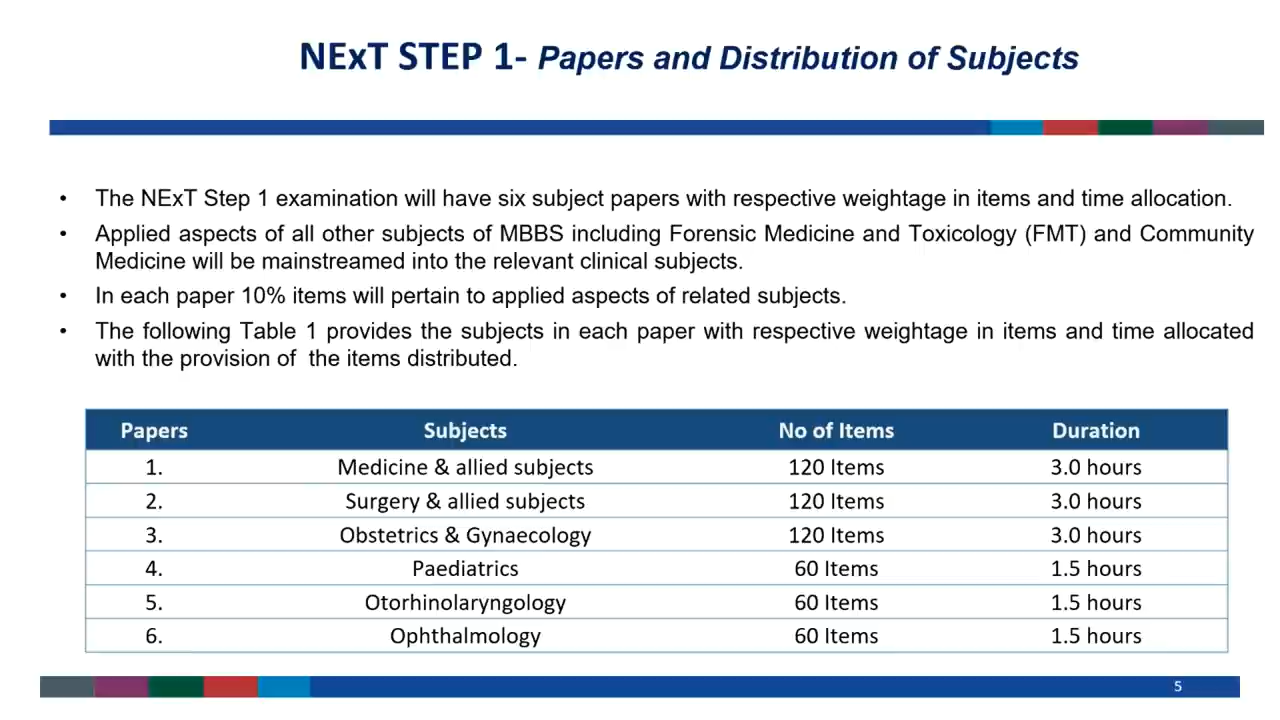 NExT STEP 1- Papers and Distribution of Subjects
• The NExT Step 1 examination will have six subject papers with respective weightage in items and time allocation.
• Applied aspects of all other subjects of MBBS including Forensic Medicine and Toxicology (FMT) and Community
Medicine will be mainstreamed into the relevant clinical subjects.
• In each paper 10% items will pertain to applied aspects of related subjects.
• The following Table 1 provides the subjects in each paper with respective weightage in items and time allocated
with the provision of the items distributed.
Papers Subjects No of Items Duration
1. Medicine & allied subjects 120 Items 3.0 hours
2. Surgery & allied subjects 120 Items 3.0 hours
3. Obstetrics & Gynaecology 120 Items 3.0 hours
4. Paediatrics 60 Items 1.5 hours
5. Otorhinolaryngology 60 Items 1.5 hours
6. Ophthalmology 60 Items 1.5 hours
5